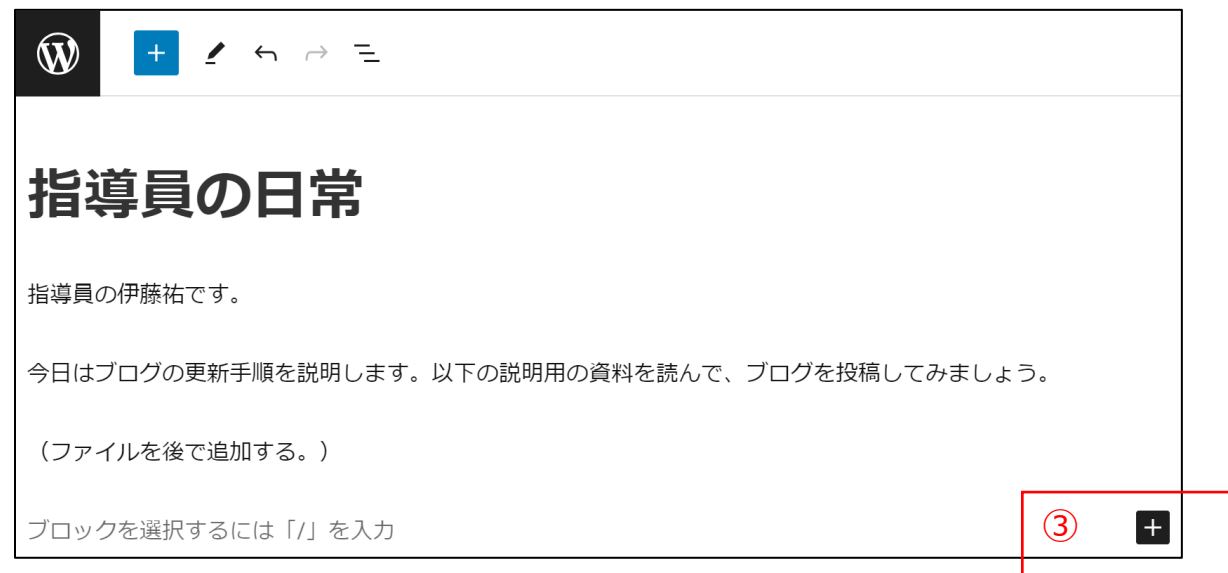 指導員の日常
指導員の伊藤祐です。
今日はブログの更新手順を説明します。以下の説明用の資料を読んで、ブログを投稿してみましょう。
（ファイルを後で追加する。）
ブロックを選択するには「/」を入力
③